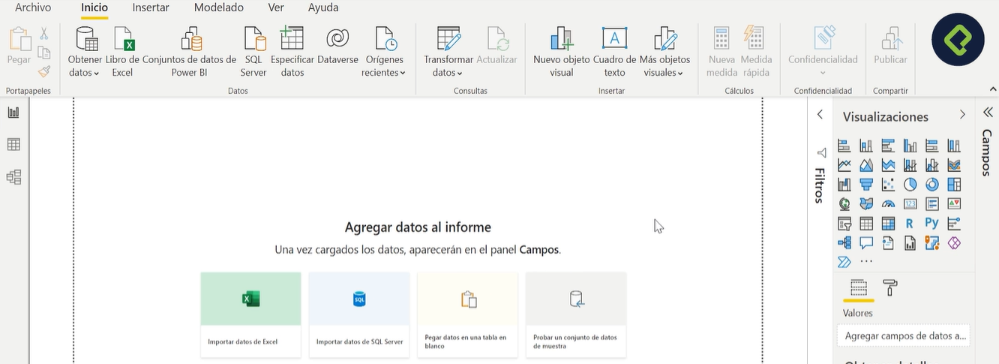 Archivo Inicio Insertar Modelado Ver Ayuda
Pegar
Obtener datos
Libro de Excel
Conjuntos de datos de Power BI
SQL Server
Especificar datos
Dataverse
Orígenes recientes
Transformar datos
Actualizar
Nuevo objeto visual
Cuadro de texto
Más objetos visuales
Nueva medida
Medida rápida
Confidencialidad
Publicar
Portapapeles Datos Consultas Insertar Cálculos Confidencialidad Compartir
Filtros
Visualizaciones
Campos
123
R Py
Agregar datos al informe
Una vez cargados los datos, aparecerán en el panel Campos.
X
SQL
Importar datos de Excel
Importar datos de SQL Server
Pegar datos en una tabla en
blanco
Probar un conjunto de datos
de muestra
Valores
Agregar campos de datos a...